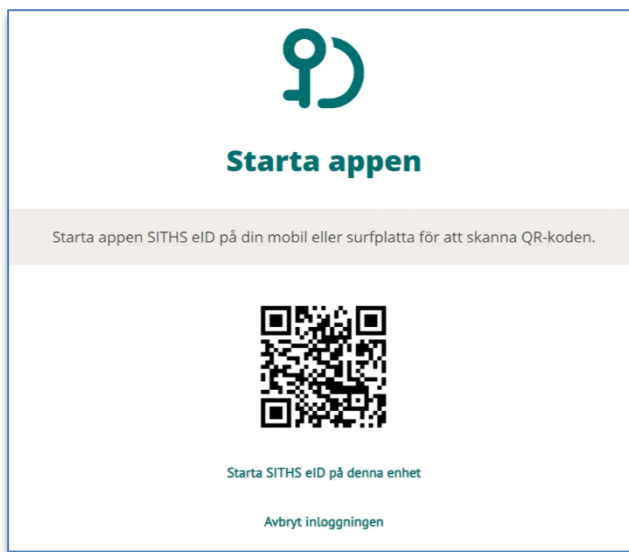 Starta appen
Starta appen SITHS eID på din mobil eller surfplatta för att skanna QR-koden.
Starta SITHS eID på denna enhet
Avbryt inloggningen